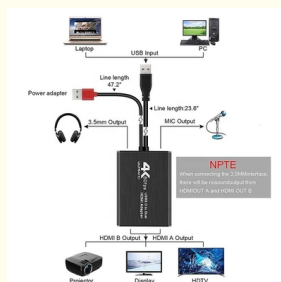 Laptop
PC
USB Input
Line length
47.2"
Power adapter
Line length:23.6"
3.5mm Output
MIC Output
4K
HDMI Adapter
NPTE
When connecting the 3.5MMinterface,
there will be nosoundoutput from
HDMIOUT A and HDMI OUT B
HDMI B Output
HDMI A Output
Projector
Display
HDTV